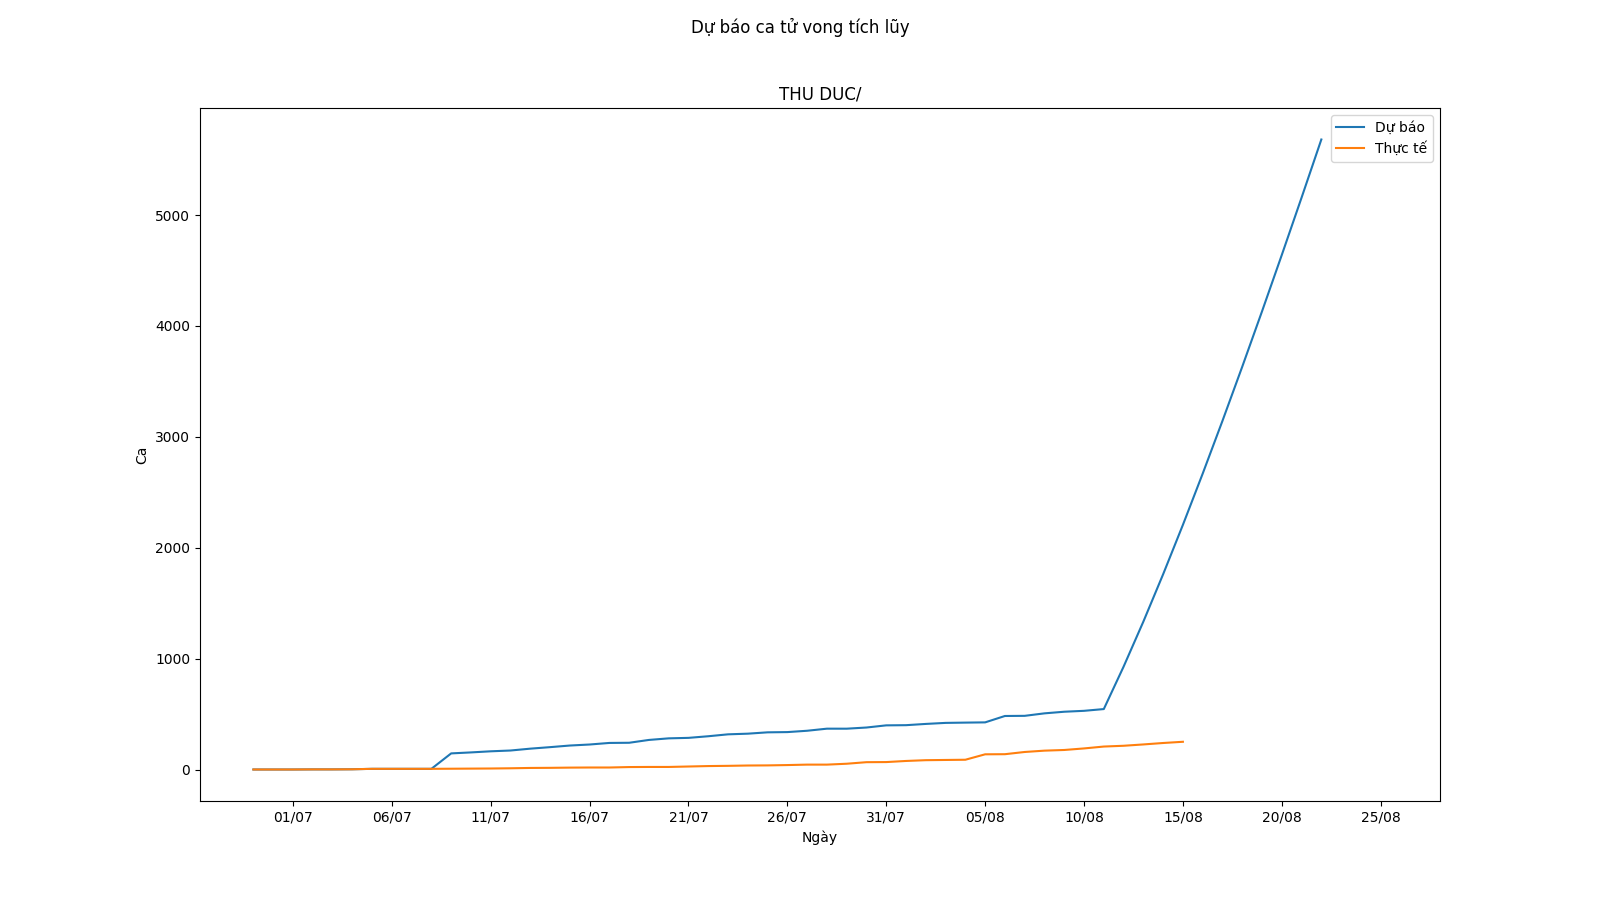 Dự báo ca tử vong tích lũy
THU DUC/
Dự báo
Thực tế
5000
4000
3000
2000
1000
0
Ca
01/07 06/07 11/07 16/07 21/07 26/07 31/07 05/08 10/08 15/08 20/08 25/08
Ngày